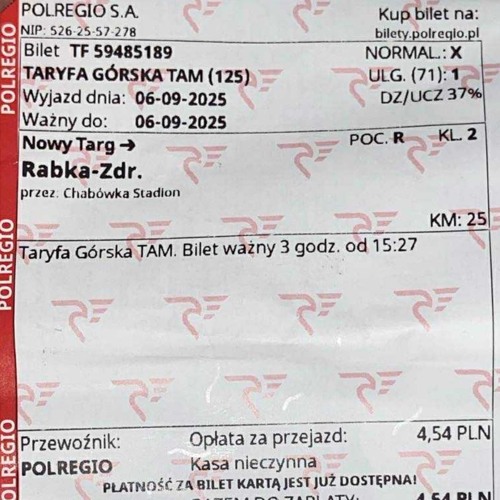 POLREGIO S.A.
Kup bilet na:
NIP: 526-25-57-278
bilety.polregio.pl
Bilet TF 59485189
NORMAL.: X
TARYFA GÓRSKA TAM (125)
ULG. (71): 1
Wyjazd dnia: 06-09-2025
DZ/UCZ 37%
Ważny do: 06-09-2025
Nowy Targ →
POC. R KL. 2
Rabka-Zdr.
przez: Chabówka Stadion
KM: 25
Taryfa Górska TAM. Bilet ważny 3 godz. od 15:27
Przewoźnik:
Opłata za przejazd: 4,54 PLN
POLREGIO
Kasa nieczynna
PŁATNOŚĆ ZA BILET KARTĄ JEST JUŻ DOSTĘPNA!
RAZEM DO ZAPŁATY: 4,54 PLN
POLREGIO
POLREGIO
POLREGIO